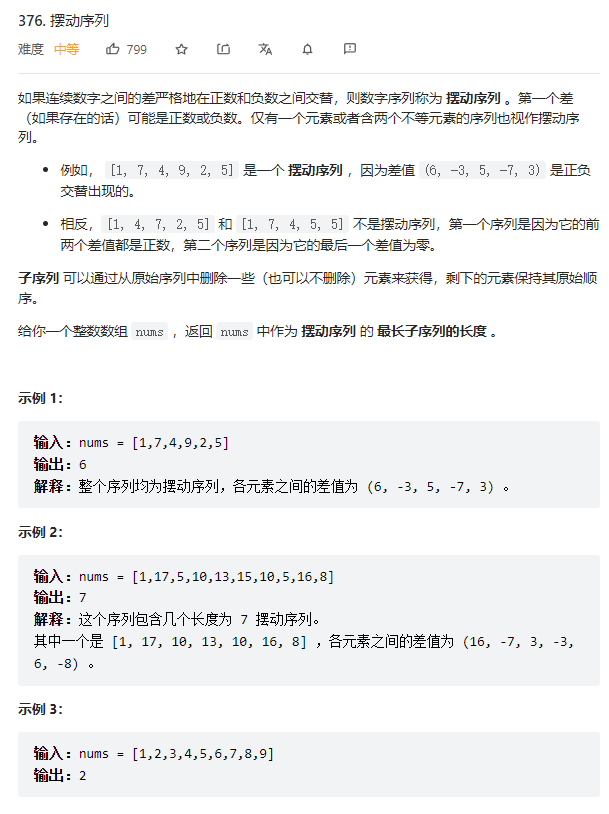 376. 摆动序列
难度 中等 799
如果连续数字之间的差严格地在正数和负数之间交替，则数字序列称为 摆动序列 。第一个差
（如果存在的话）可能是正数或负数。仅有一个元素或者含两个不等元素的序列也视作摆动序
列。
• 例如， [1, 7, 4, 9, 2, 5] 是一个 摆动序列 ，因为差值 (6, -3, 5, -7, 3) 是正负
交替出现的。
• 相反，[1, 4, 7, 2, 5] 和 [1, 7, 4, 5, 5] 不是摆动序列，第一个序列是因为它的前
两个差值都是正数，第二个序列是因为它的最后一个差值为零。
子序列 可以通过从原始序列中删除一些（也可以不删除）元素来获得，剩下的元素保持其原始顺
序。
给你一个整数数组 nums ，返回 nums 中作为 摆动序列 的 最长子序列的长度 。
示例 1：
输入：nums = [1,7,4,9,2,5]
输出：6
解释：整个序列均为摆动序列，各元素之间的差值为 (6, -3, 5, -7, 3) 。
示例 2：
输入：nums = [1,17,5,10,13,15,10,5,16,8]
输出：7
解释：这个序列包含几个长度为 7 摆动序列。
其中一个是 [1, 17, 10, 13, 10, 16, 8] ，各元素之间的差值为 (16, -7, 3, -3,
6, -8) 。
示例 3：
输入：nums = [1,2,3,4,5,6,7,8,9]
输出：2